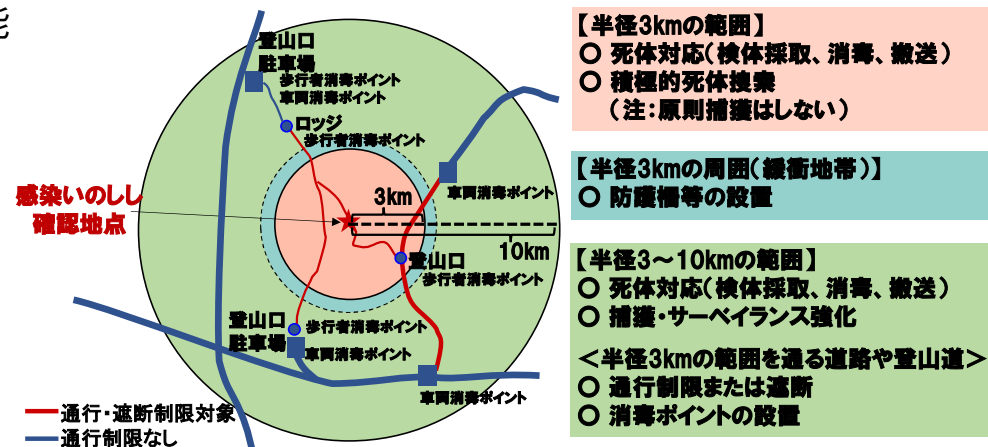 登山口
駐車場
歩行者消毒ポイント
車両消毒ポイント
ロッジ
歩行者消毒ポイント
車両消毒ポイント
感染いのしし
確認地点
3km
10km
登山口
歩行者消毒ポイント
登山口
駐車場
歩行者消毒ポイント
車両消毒ポイント
車両消毒ポイント
通行・遮断制限対象
通行制限なし
【半径3kmの範囲】
○ 死体対応(検体採取、消毒、搬送)
○ 積極的死体捜索
(注:原則捕獲はしない)
【半径3kmの周囲(緩衝地帯)】
○ 防護柵等の設置
【半径3～10kmの範囲】
○ 死体対応(検体採取、消毒、搬送)
○ 捕獲・サーベイランス強化
＜半径3kmの範囲を通る道路や登山道＞
○ 通行制限または遮断
○ 消毒ポイントの設置